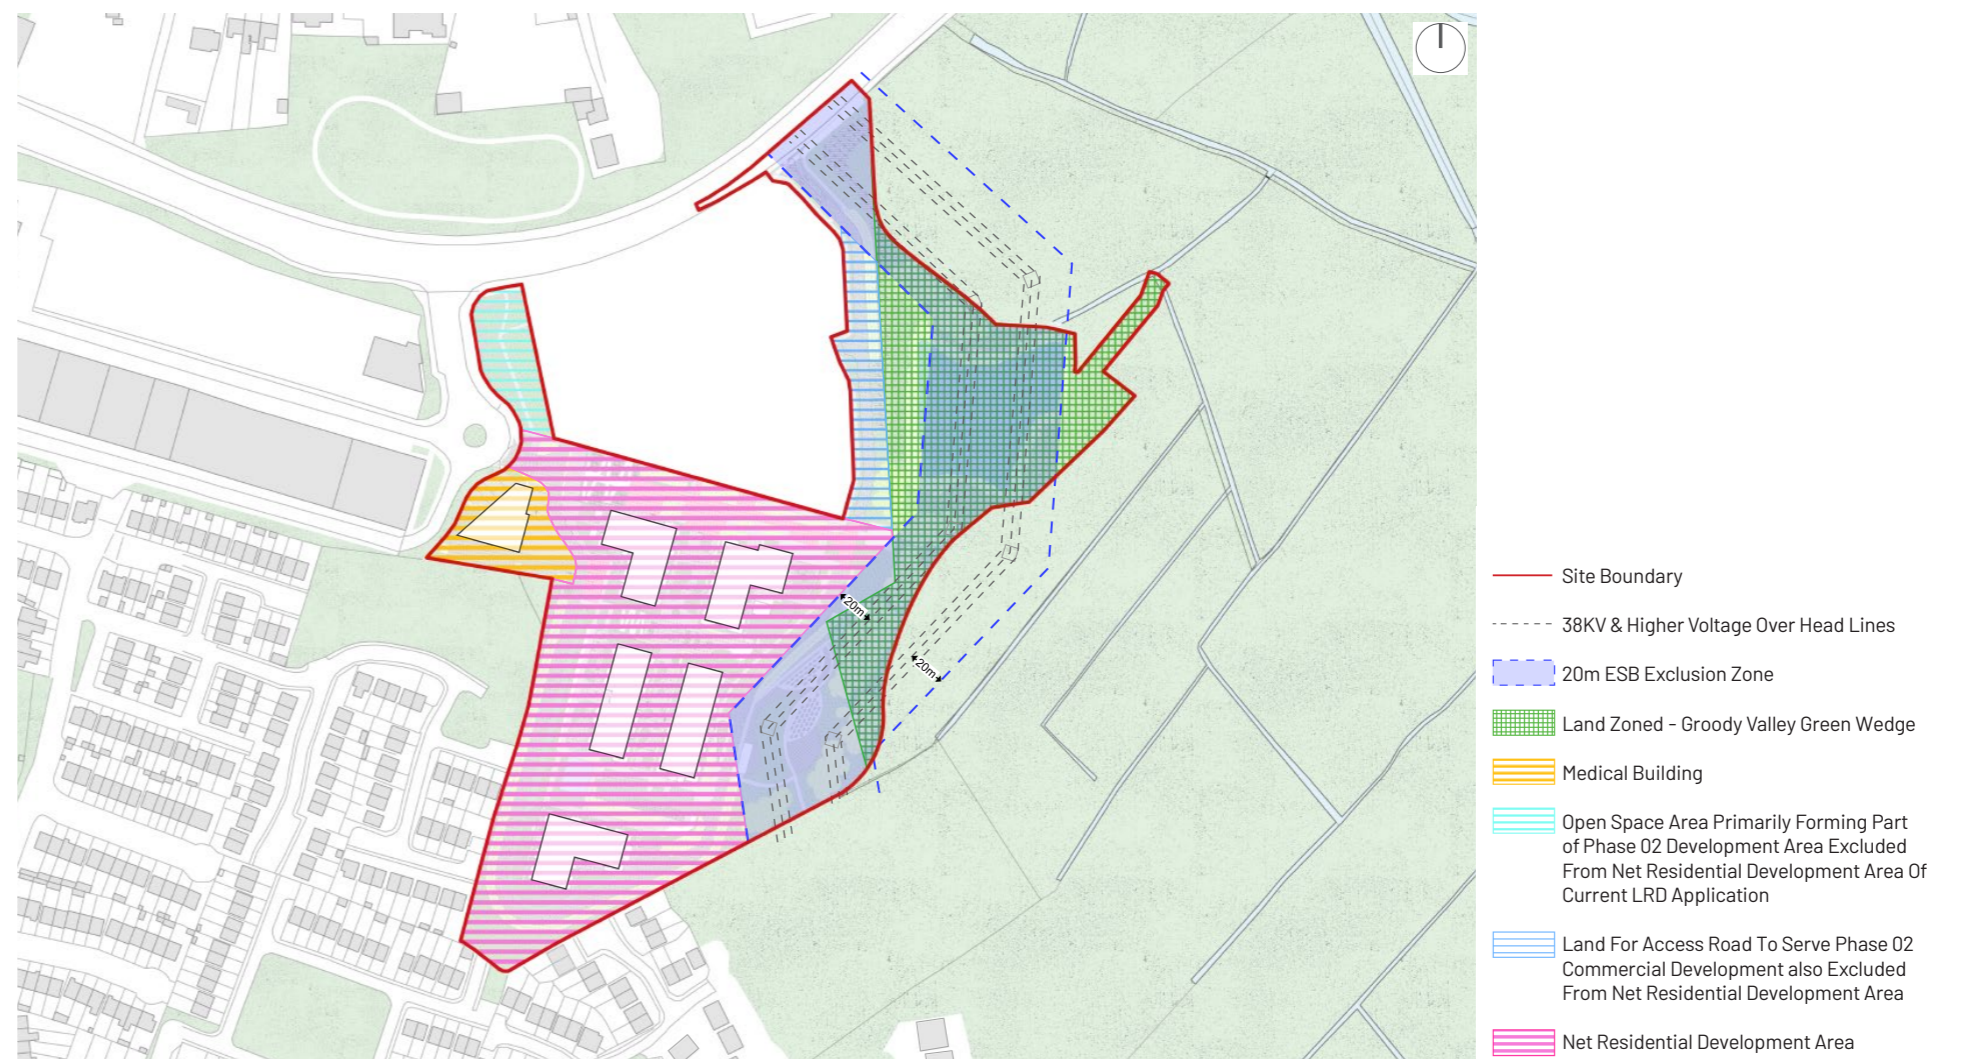 20m
20m
Site Boundary
38KV & Higher Voltage Over Head Lines
20m ESB Exclusion Zone
Land Zoned - Groody Valley Green Wedge
Medical Building
Open Space Area Primarily Forming Part
of Phase 02 Development Area Excluded
From Net Residential Development Area Of
Current LRD Application
Land For Access Road To Serve Phase 02
Commercial Development also Excluded
From Net Residential Development Area
Net Residential Development Area